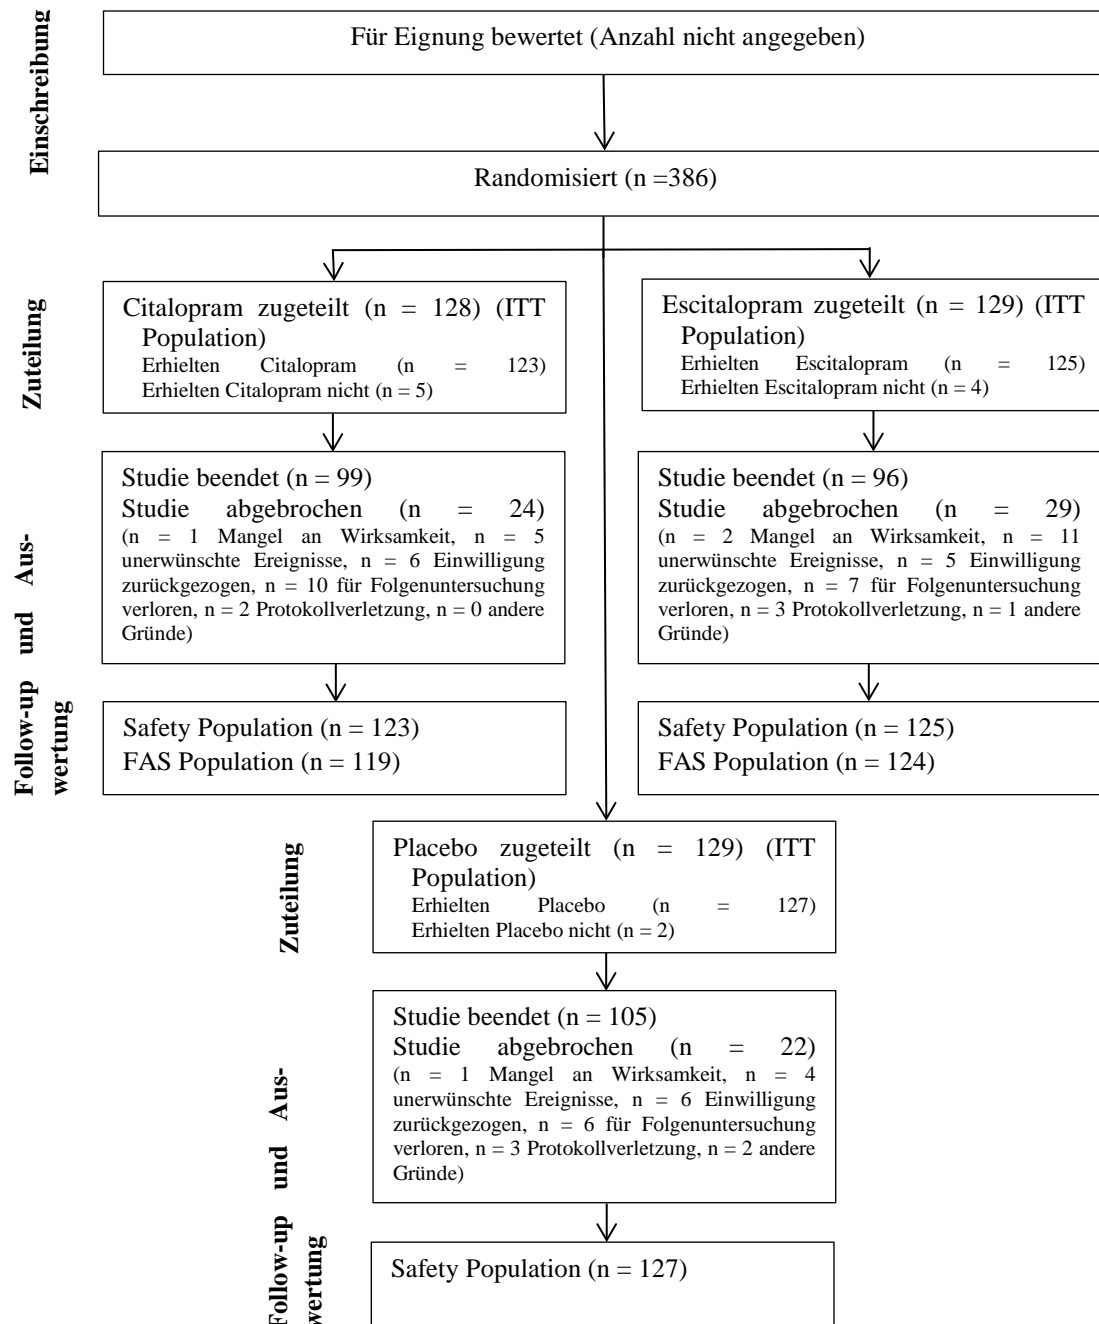 Einschreibung
Für Eignung bewertet (Anzahl nicht angegeben)
Randomisiert (n =386)
Zuteilung
Citalopram zugeteilt (n = 128) (ITT
Population)
Erhielten Citalopram (n = 123)
Erhielten Citalopram nicht (n = 5)
Escitalopram zugeteilt (n = 129) (ITT
Population)
Erhielten Escitalopram (n = 125)
Erhielten Escitalopram nicht (n = 4)
Follow-up und Aus-
wertung
Studie beendet (n = 99)
Studie abgebrochen (n = 24)
(n = 1 Mangel an Wirksamkeit, n = 5
unerwünschte Ereignisse, n = 6 Einwilligung
zurückgezogen, n = 10 für Folgenuntersuchung
verloren, n = 2 Protokollverletzung, n = 0 andere
Gründe)
Studie beendet (n = 96)
Studie abgebrochen (n = 29)
(n = 2 Mangel an Wirksamkeit, n = 11
unerwünschte Ereignisse, n = 5 Einwilligung
zurückgezogen, n = 7 für Folgenuntersuchung
verloren, n = 3 Protokollverletzung, n = 1 andere
Gründe)
Safety Population (n = 123)
FAS Population (n = 119)
Safety Population (n = 125)
FAS Population (n = 124)
Zuteilung
Placebo zugeteilt (n = 129) (ITT
Population)
Erhielten Placebo (n = 127)
Erhielten Placebo nicht (n = 2)
Follow-up und Aus-
wertung
Studie beendet (n = 105)
Studie abgebrochen (n = 22)
(n = 1 Mangel an Wirksamkeit, n = 4
unerwünschte Ereignisse, n = 6 Einwilligung
zurückgezogen, n = 6 für Folgenuntersuchung
verloren, n = 3 Protokollverletzung, n = 2 andere
Gründe)
Safety Population (n = 127)